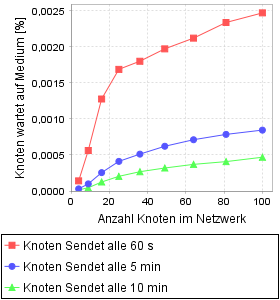 Knoten wartet auf Medium [%]
0,0025
0,0020
0,0015
0,0010
0,0005
0,0000
0 20 40 60 80 100
Anzahl Knoten im Netzwerk
Knoten Sendet alle 60 s
Knoten Sendet alle 5 min
Knoten Sendet alle 10 min